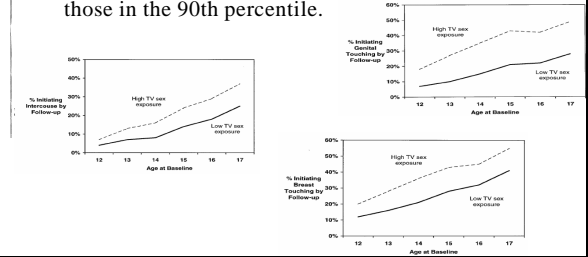 those in the 90th percentile.
60%
50%
40%
30%
20%
10%
0%
% Initiating
Genital
Touching by
Follow-up
High TV sex
exposure
Low TV sex
exposure
12 13 14 15 16 17
Age at Baseline
50%
40%
30%
20%
10%
0%
% Initiating
Intercouse by
Follow-up
High TV sex
exposure
Low TV sex
exposure
12 13 14 15 16 17
Age at Baseline
60%
50%
40%
30%
20%
10%
0%
% Initiating
Breast
Touching by
Follow-up
High TV sex
exposure
Low TV sex
exposure
12 13 14 15 16 17
Age at Baseline